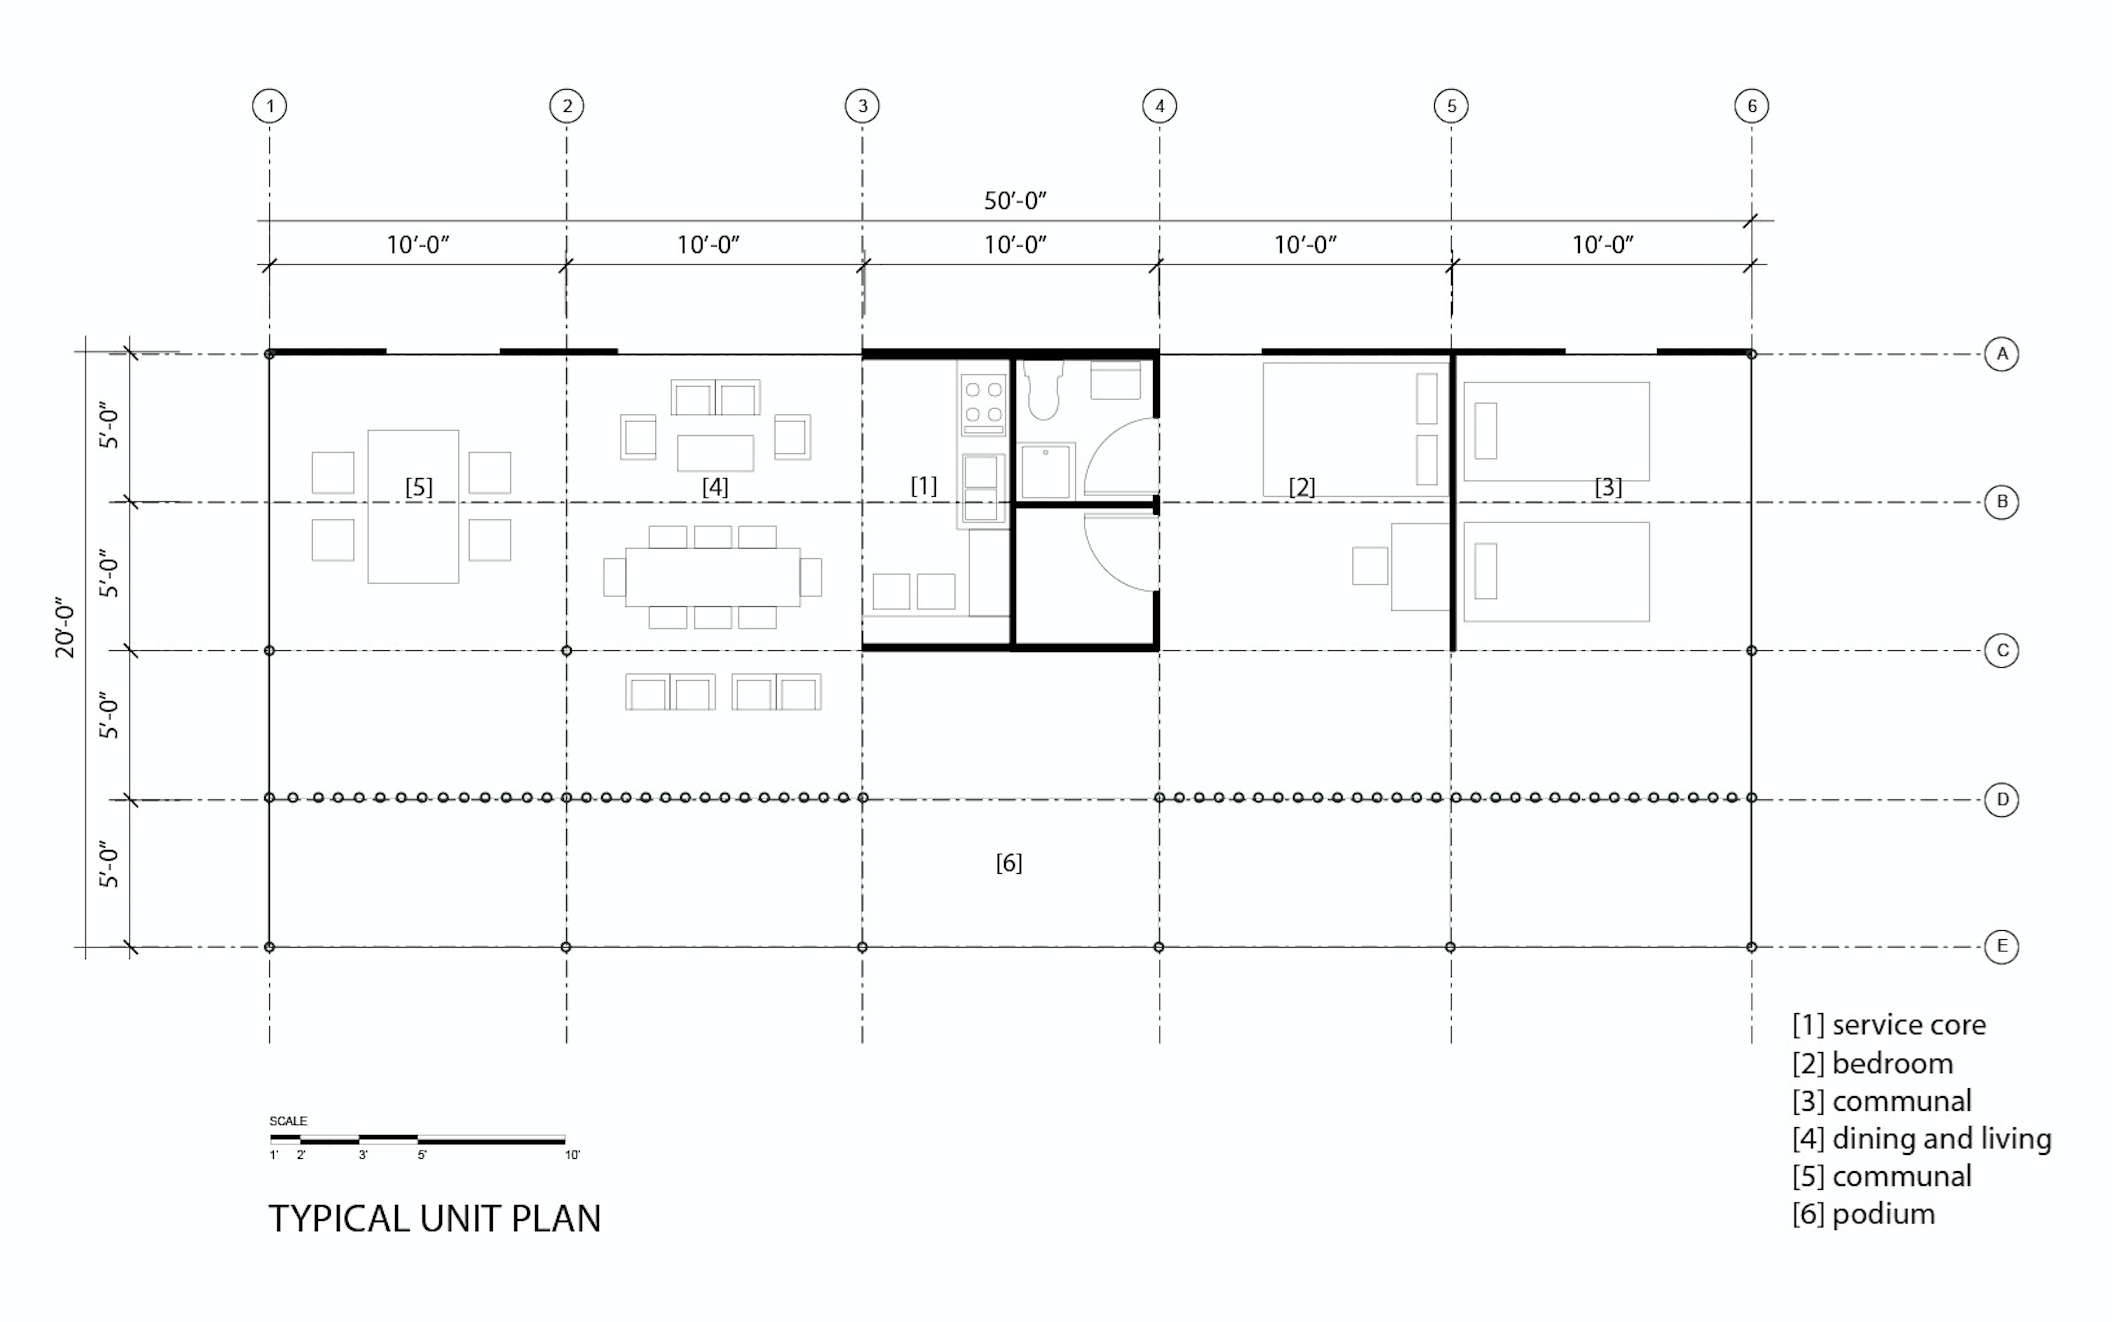 1 2 3 4 5 6
50’-0”
10’-0” 10’-0” 10’-0” 10’-0” 10’-0”
A
5’-0”
[5] [4] [1] [2] [3]
B
5’-0”
20’-0”
C
5’-0”
D
5’-0”
[6]
E
[1] service core
[2] bedroom
[3] communal
[4] dining and living
[5] communal
[6] podium
SCALE
1' 2' 3' 5' 10'
TYPICAL UNIT PLAN